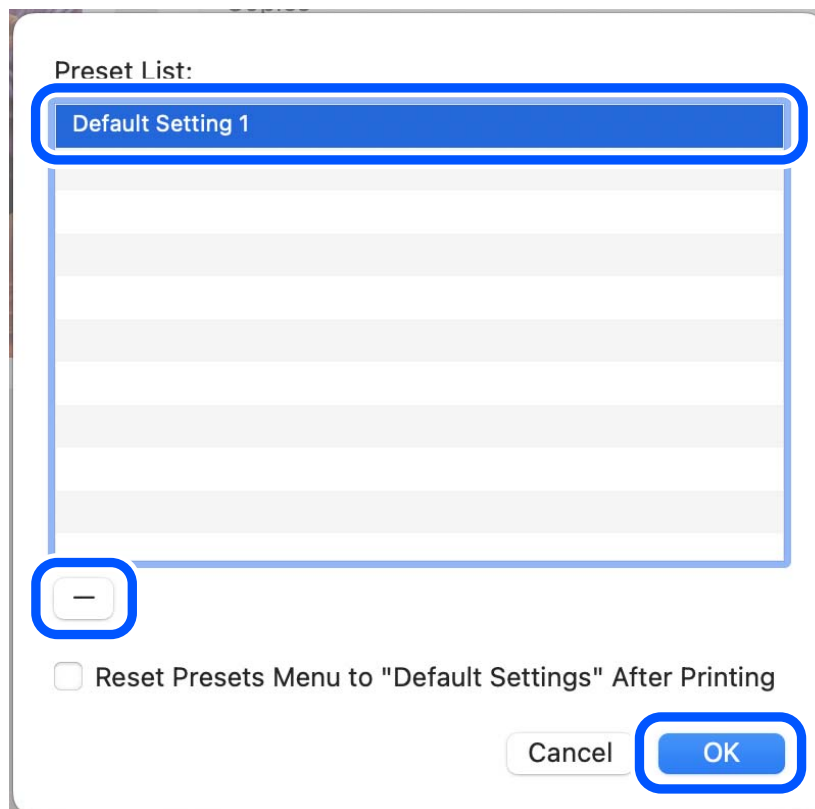 Preset List:
Default Setting 1
—
Reset Presets Menu to "Default Settings" After Printing
Cancel
OK